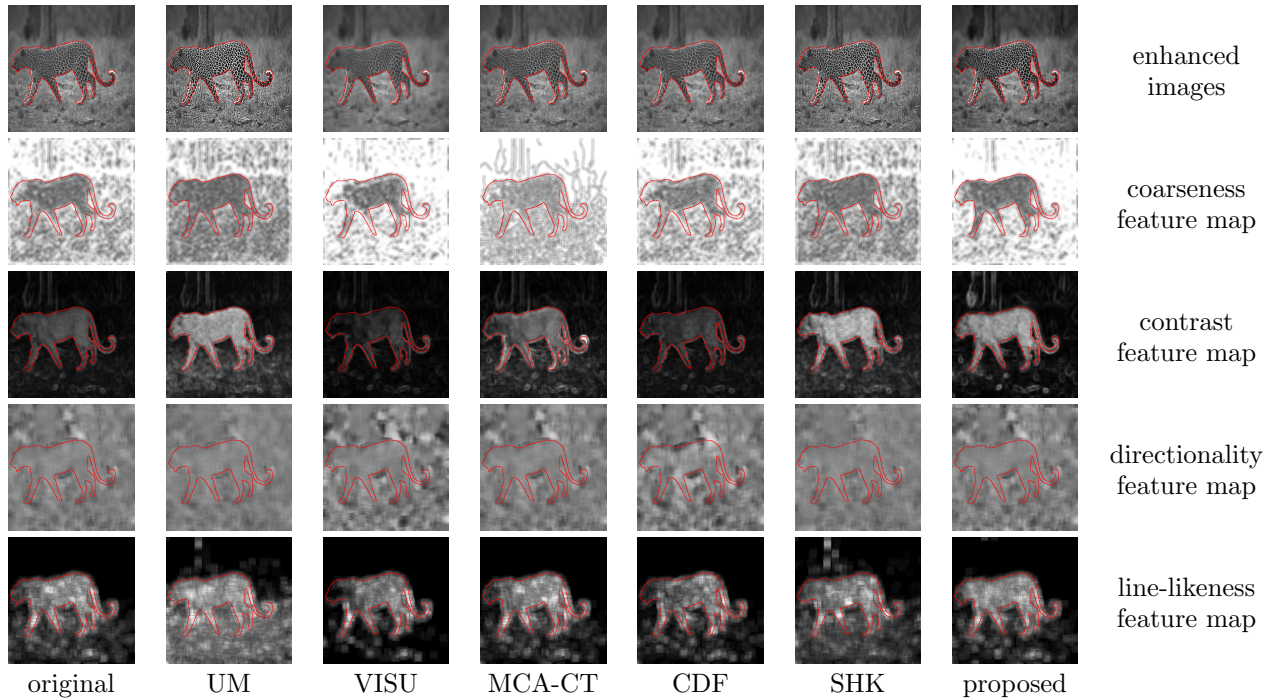 enhanced
images
coarseness
feature map
contrast
feature map
directionality
feature map
line-likeness
feature map
original UM VISU MCA-CT CDF SHK proposed